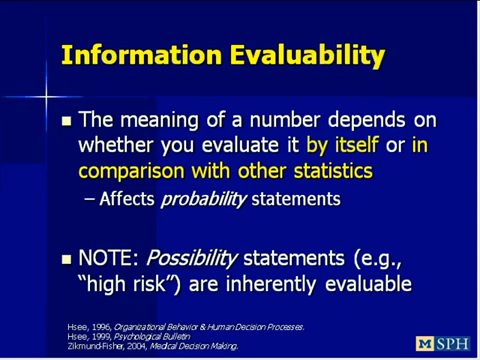 Information Evaluability
■ The meaning of a number depends on
whether you evaluate it by itself or in
comparison with other statistics
– Affects probability statements
■ NOTE: Possibility statements (e.g.,
“high risk”) are inherently evaluable
Hsee, 1996, Organizational Behavior & Human Decision Processes.
Hsee, 1999, Psychological Bulletin
Zikmund-Fisher, 2004, Medical Decision Making.
M SPH